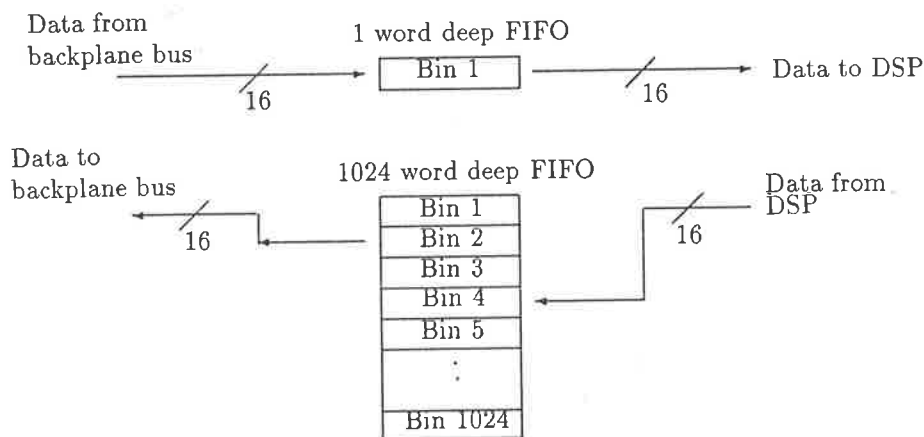 Data from
backplane bus
1 word deep FIFO
Bin 1
16
16
Data to DSP
Data to
backplane bus
1024 word deep FIFO
Data from
DSP
16
16
Bin 1
Bin 2
Bin 3
Bin 4
Bin 5
Bin 1024